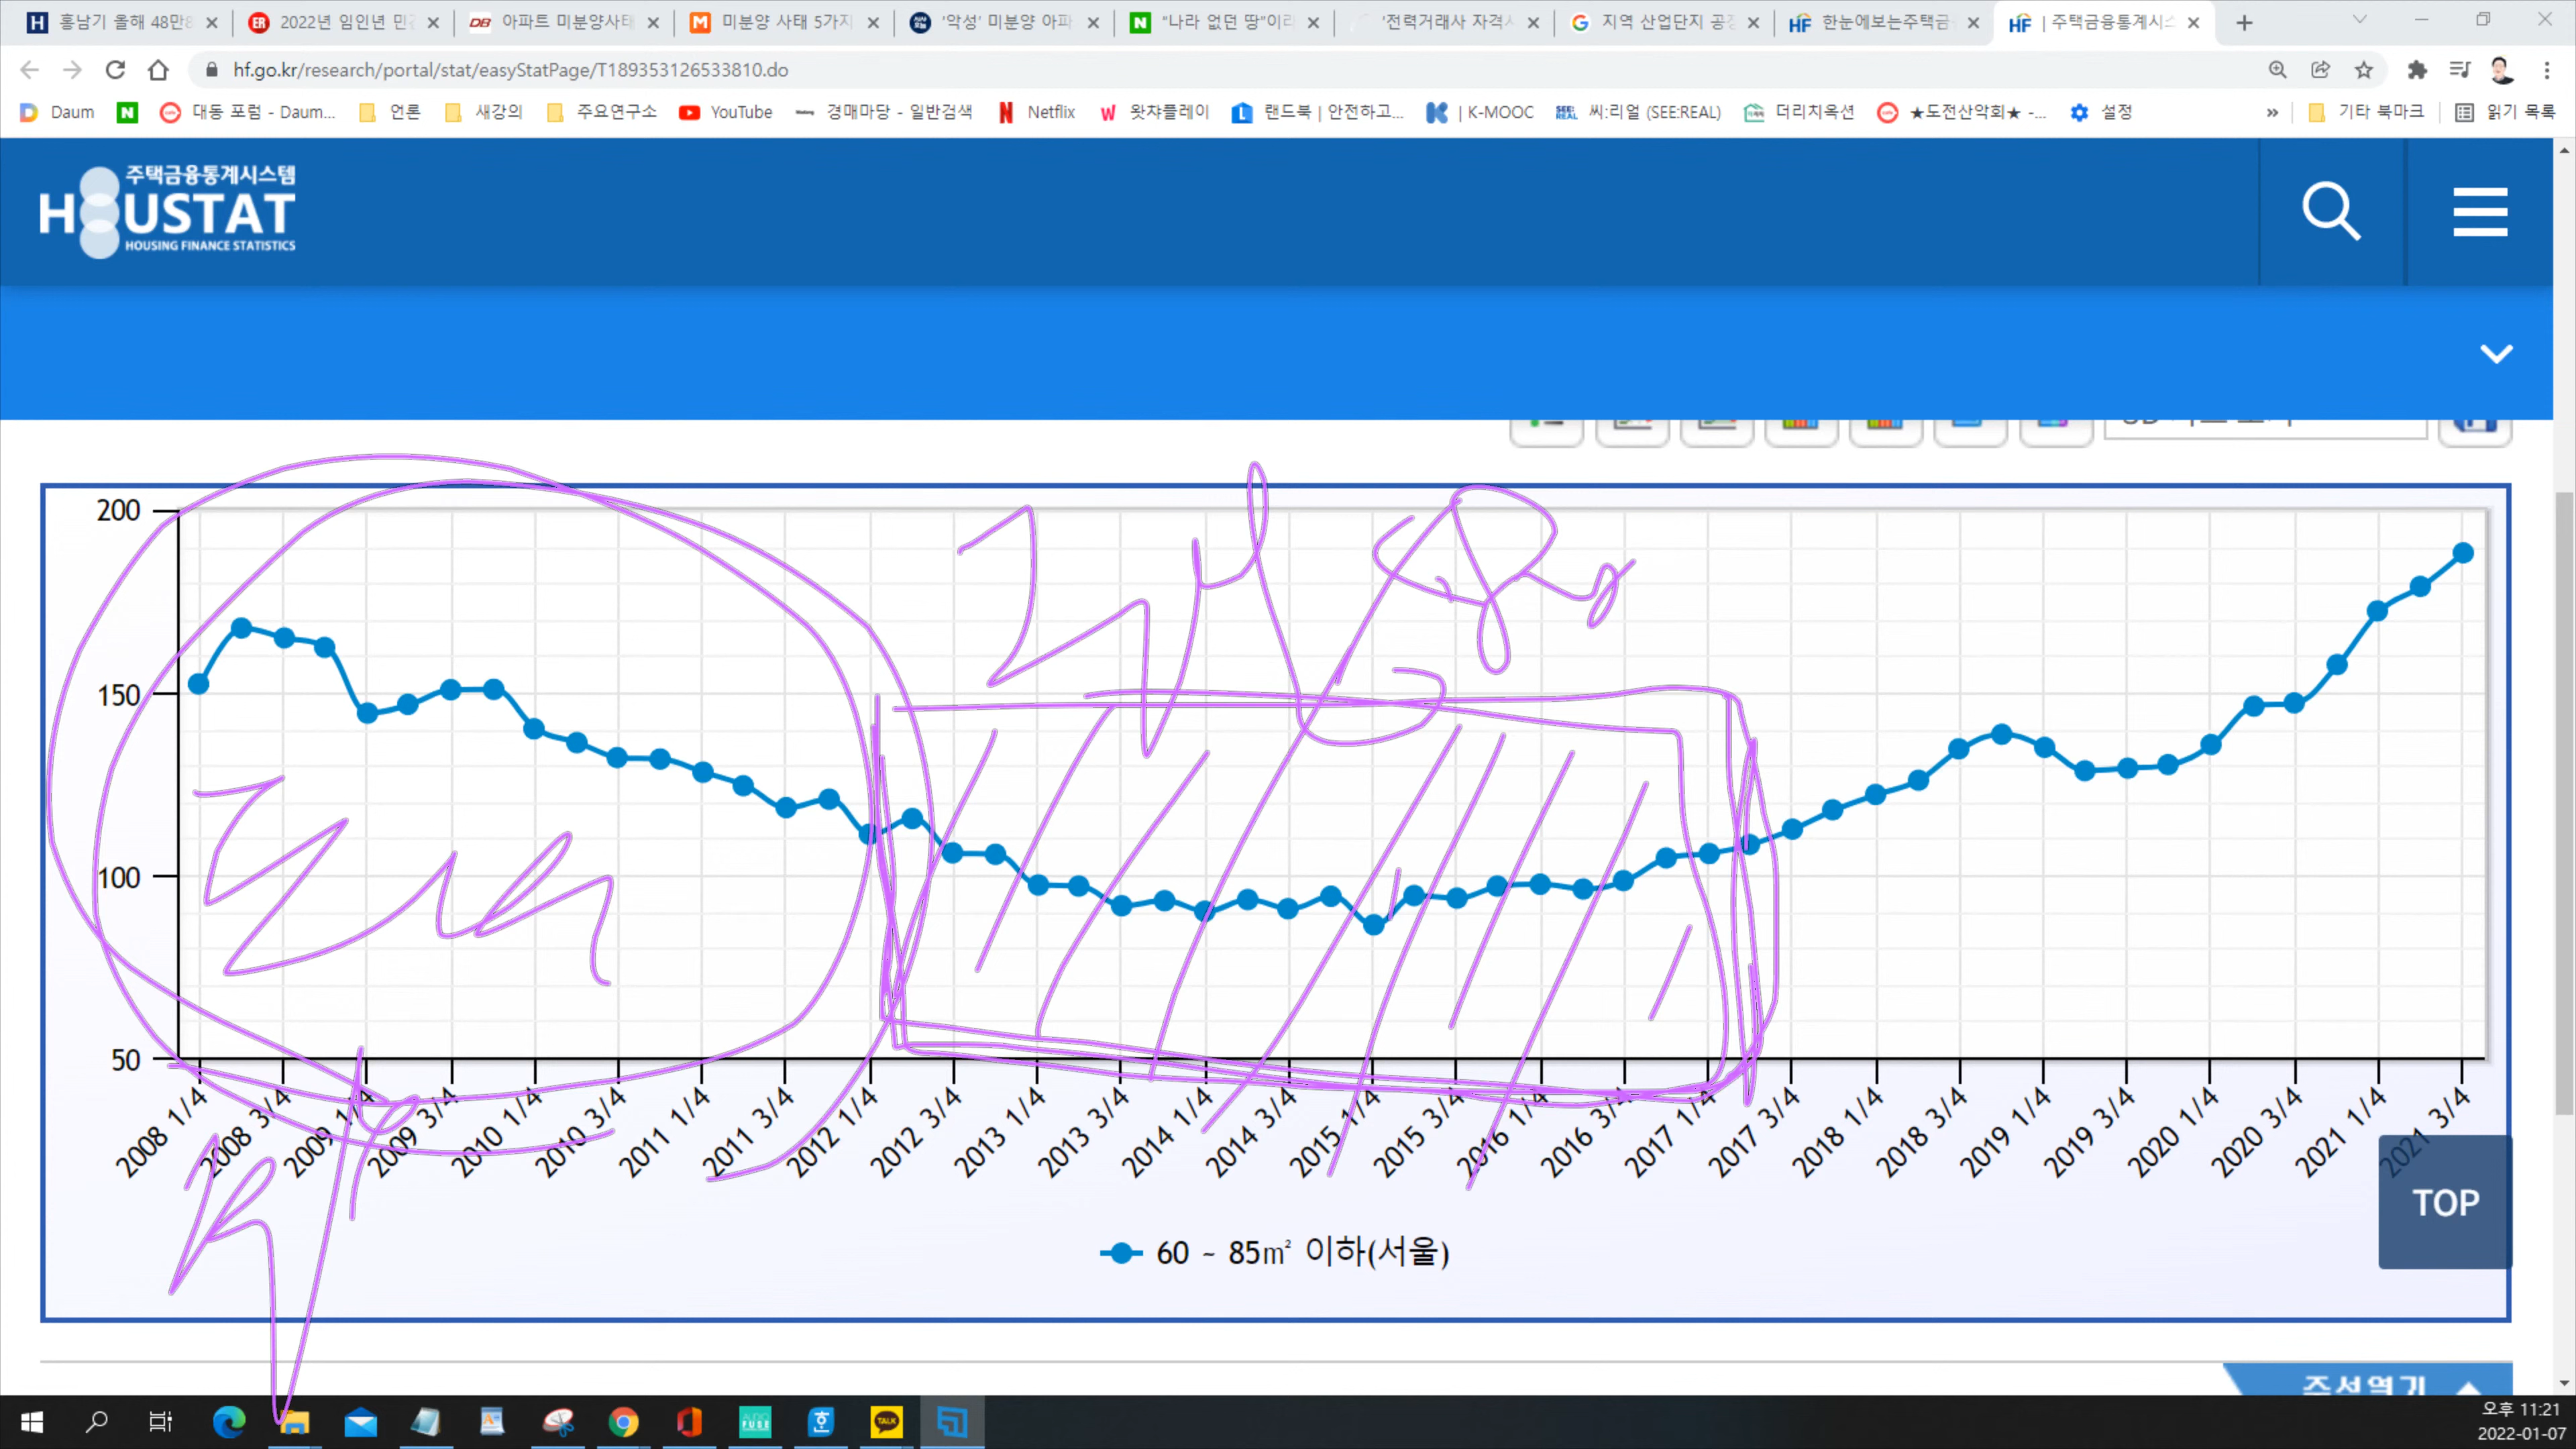 홍남기 올해 48만
2022년 임인년 민
아파트 미분양사태
미분양 사태 5가지
'악성' 미분양 아파
"나라 없던 땅"이라
'전력거래사 자격시
지역 산업단지 공장
한눈에보는주택금
| 주택금융통계시스
hf.go.kr/research/portal/stat/easyStatPage/T189353126533810.do
Daum
대동 포럼 - Daum...
언론
새강의
주요연구소
YouTube
경매마당 - 일반검색
Netflix
왓챠플레이
랜드북 | 안전하고...
| K-MOOC
씨:리얼 (SEE:REAL)
더리치옥션
★도전산악회★ -...
설정
»
기타 북마크
읽기 목록
주택금융통계시스템
HOUSTAT
HOUSING FINANCE STATISTICS
200
150
100
50
2008 1/4
2008 3/4
2009 1/4
2009 3/4
2010 1/4
2010 3/4
2011 1/4
2011 3/4
2012 1/4
2012 3/4
2013 1/4
2013 3/4
2014 1/4
2014 3/4
2015 1/4
2015 3/4
2016 1/4
2016 3/4
2017 1/4
2017 3/4
2018 1/4
2018 3/4
2019 1/4
2019 3/4
2020 1/4
2020 3/4
2021 1/4
2021 3/4
TOP
60 ~ 85m² 이하(서울)
주석열기
오후 11:21
2022-01-07